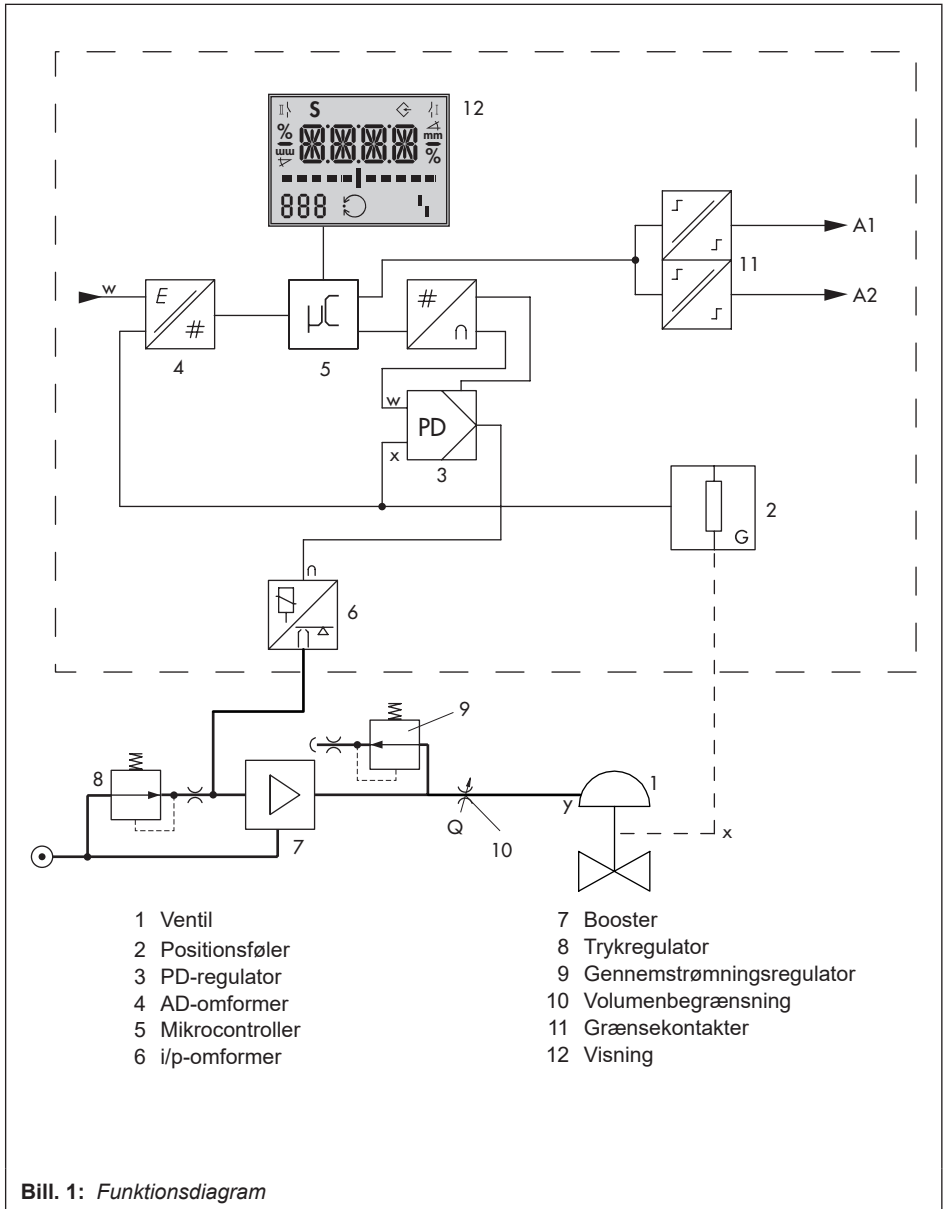 S
%
mm
mm
%
888
12
w
E
#
4
µC
5
#
∩
11
A1
A2
w
PD
x
3
2
G
∩
6
8
7
9
Q
10
y
1
x
1 Ventil
2 Positionsføler
3 PD-regulator
4 AD-omformer
5 Mikrocontroller
6 i/p-omformer
7 Booster
8 Trykregulator
9 Gennemstrømningsregulator
10 Volumenbegrænsning
11 Grænsekontakter
12 Visning
Bill. 1: Funktionsdiagram